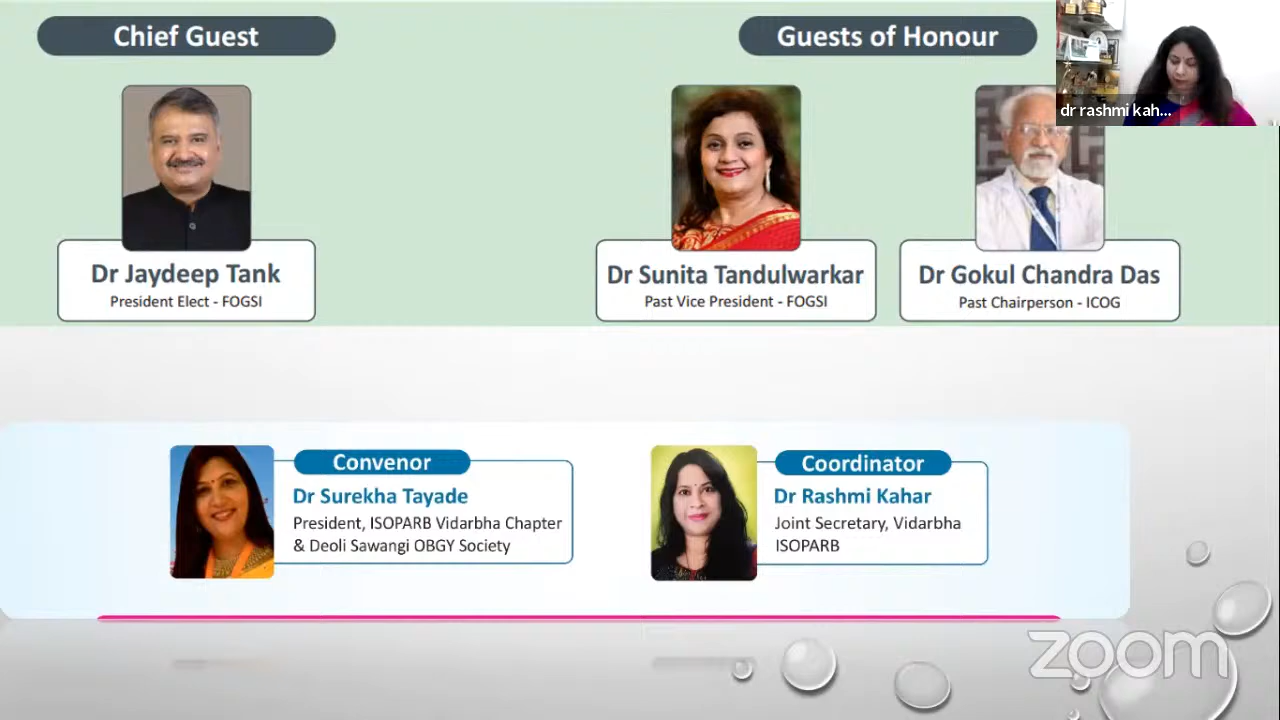 Chief Guest
Guests of Honour
dr rashmi kah...
Dr Jaydeep Tank
President Elect - FOGSI
Dr Sunita Tandulwarkar
Past Vice President - FOGSI
Dr Gokul Chandra Das
Past Chairperson - ICOG
Convenor
Dr Surekha Tayade
President, ISOPARB Vidarbha Chapter
& Deoli Sawangi OBGY Society
Coordinator
Dr Rashmi Kahar
Joint Secretary, Vidarbha
ISOPARB
zoom